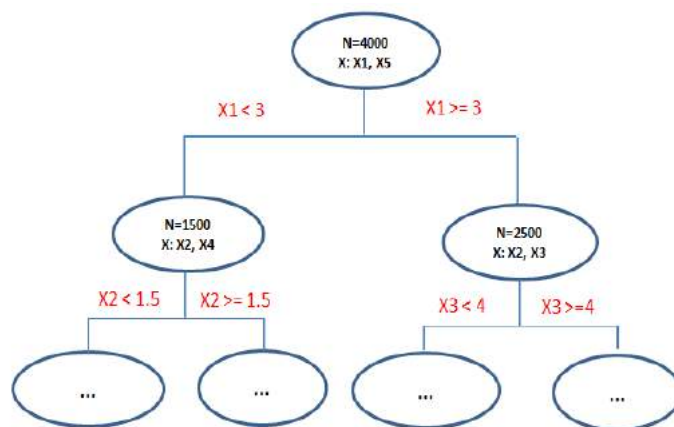 N=4000
X: X1, X5
X1 < 3
X1 >= 3
N=1500
X: X2, X4
N=2500
X: X2, X3
X2 < 1.5
X2 >= 1.5
X3 < 4
X3 >=4
...
...
...
...